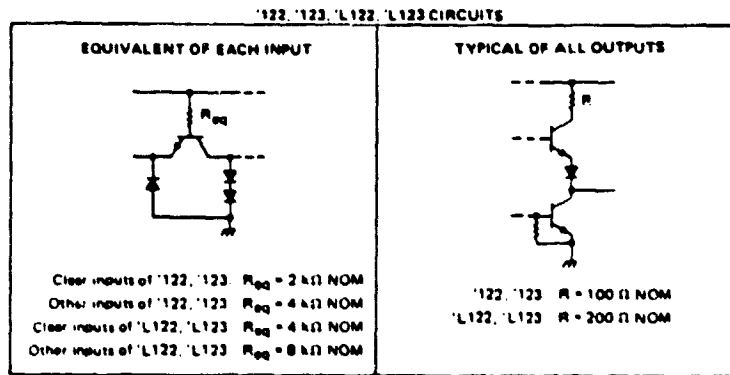 '122, '123, 'L122, 'L123 CIRCUITS
EQUIVALENT OF EACH INPUT
Req
Clear inputs of '122, '123: Req = 2 kΩ NOM
Other inputs of '122, '123 Req = 4 kΩ NOM
Clear inputs of 'L122, 'L123 Req = 4 kΩ NOM
Other inputs of 'L122, 'L123 Req = 8 kΩ NOM
TYPICAL OF ALL OUTPUTS
R
'122, '123 R = 100 Ω NOM
'L122, 'L123 R = 200 Ω NOM